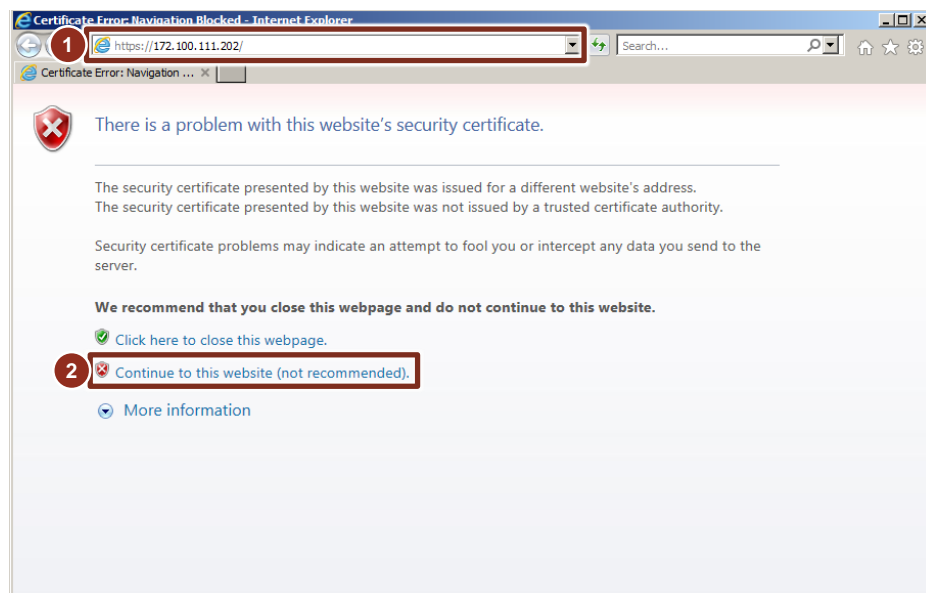 Certificate Error: Navigation Blocked - Internet Explorer
1
https://172.100.111.202/
Search...
Certificate Error: Navigation ...
There is a problem with this website's security certificate.
The security certificate presented by this website was issued for a different website's address.
The security certificate presented by this website was not issued by a trusted certificate authority.
Security certificate problems may indicate an attempt to fool you or intercept any data you send to the
server.
We recommend that you close this webpage and do not continue to this website.
Click here to close this webpage.
2
Continue to this website (not recommended).
More information